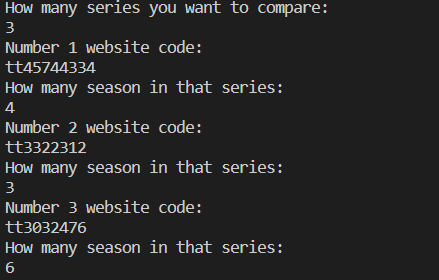 How many series you want to compare:
3
Number 1 website code:
tt45744334
How many season in that series:
4
Number 2 website code:
tt3322312
How many season in that series:
3
Number 3 website code:
tt3032476
How many season in that series:
6